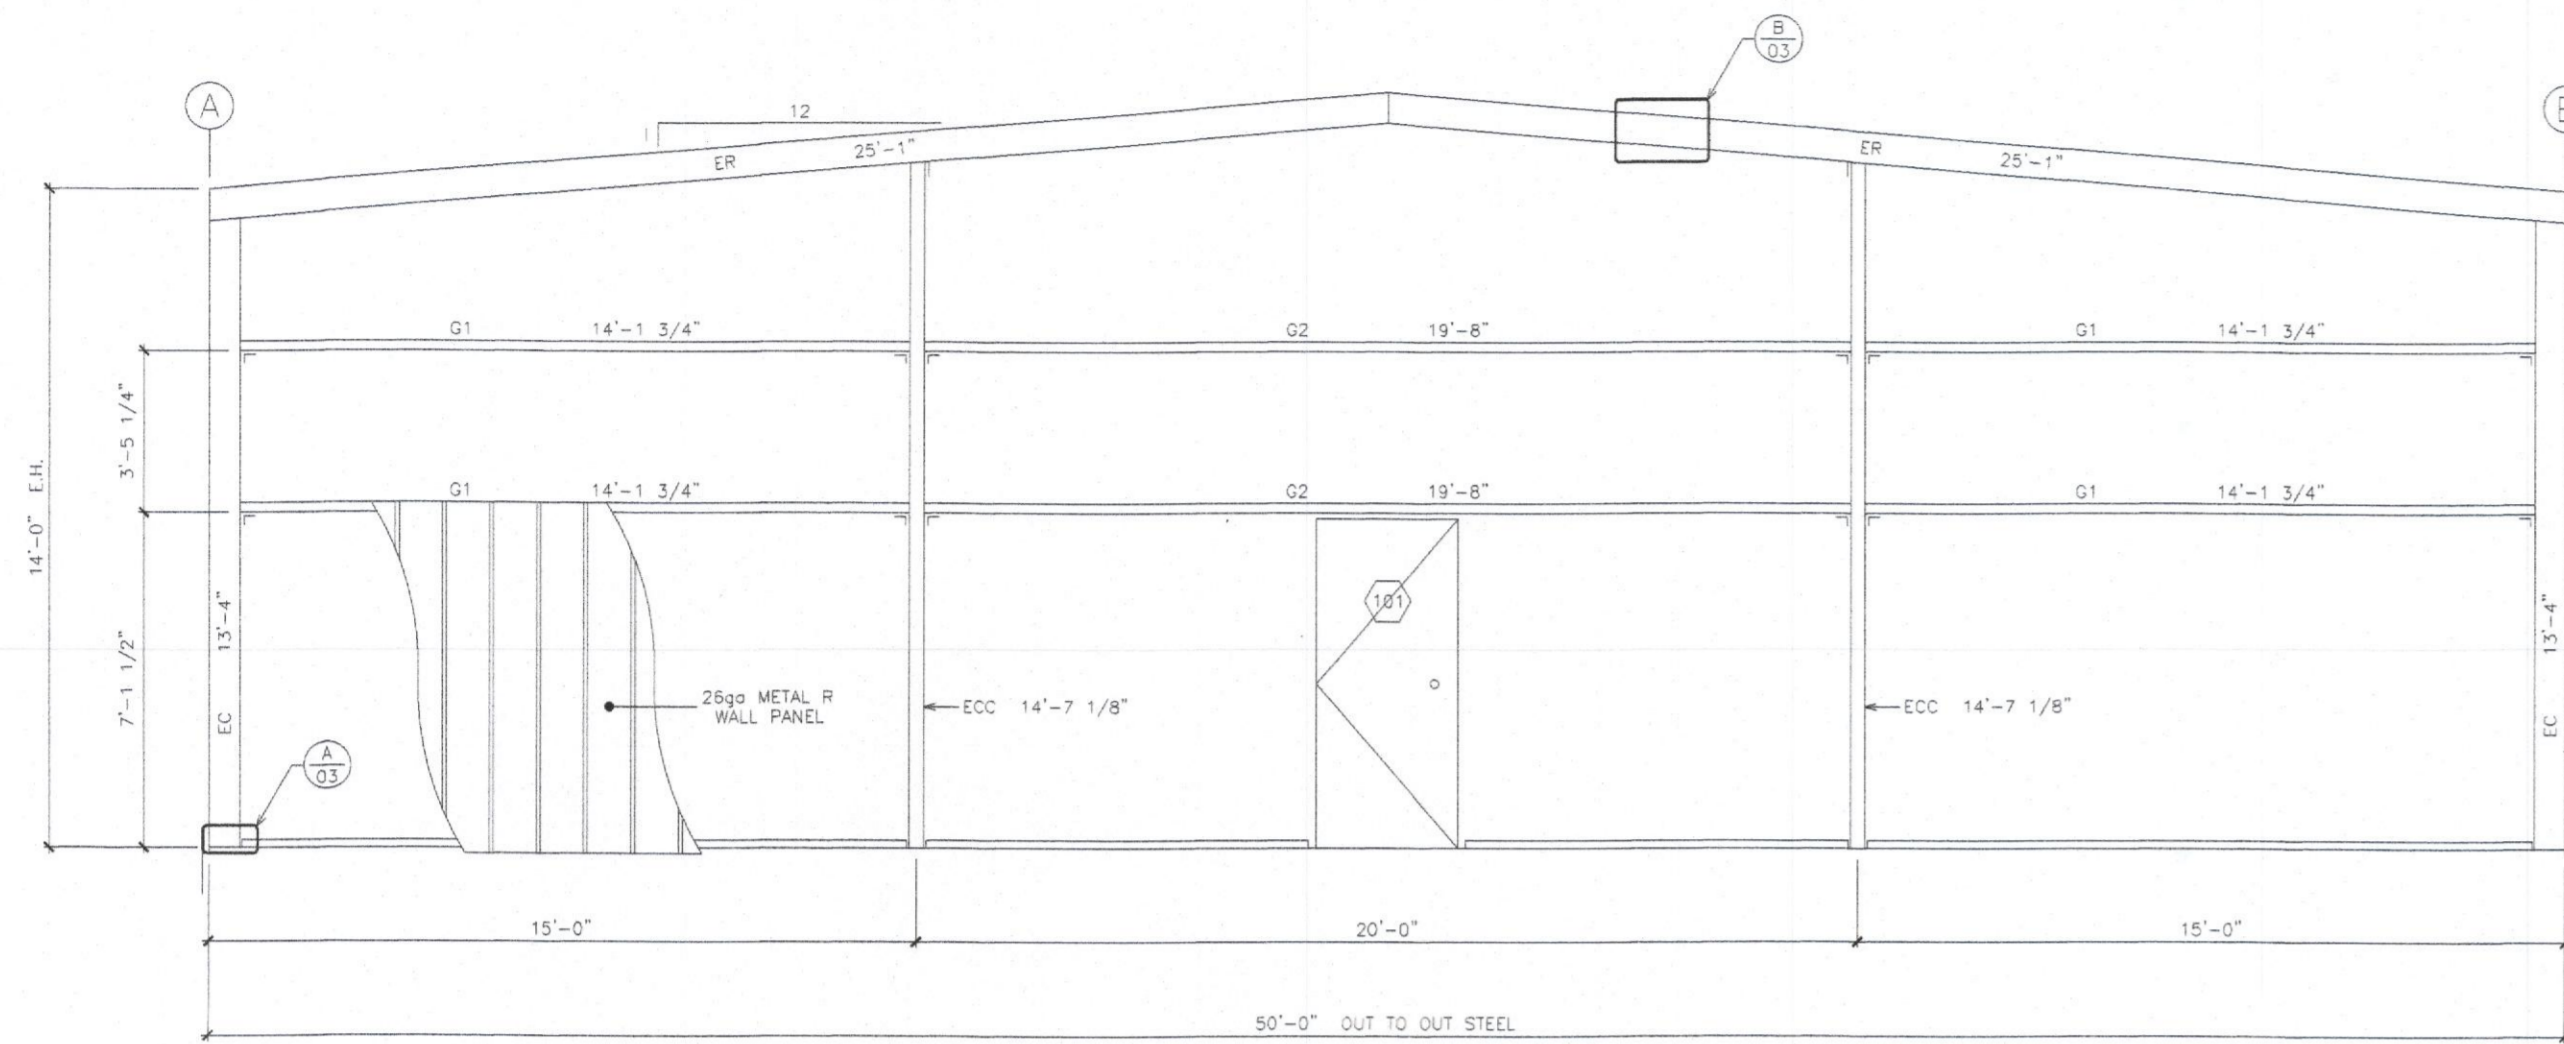 B
03
A
12
1
ER 25'-1"
ER 25'-1"
G1 14'-1 3/4"
G2 19'-8"
G1 14'-1 3/4"
3'-5 1/4"
14'-0" E.H.
G1 14'-1 3/4"
G2 19'-8"
G1 14'-1 3/4"
101
7'-1 1/2"
EC 13'-4"
26ga METAL R
WALL PANEL
ECC 14'-7 1/8"
ECC 14'-7 1/8"
EC 13'-4"
A
03
15'-0"
20'-0"
15'-0"
50'-0" OUT TO OUT STEEL